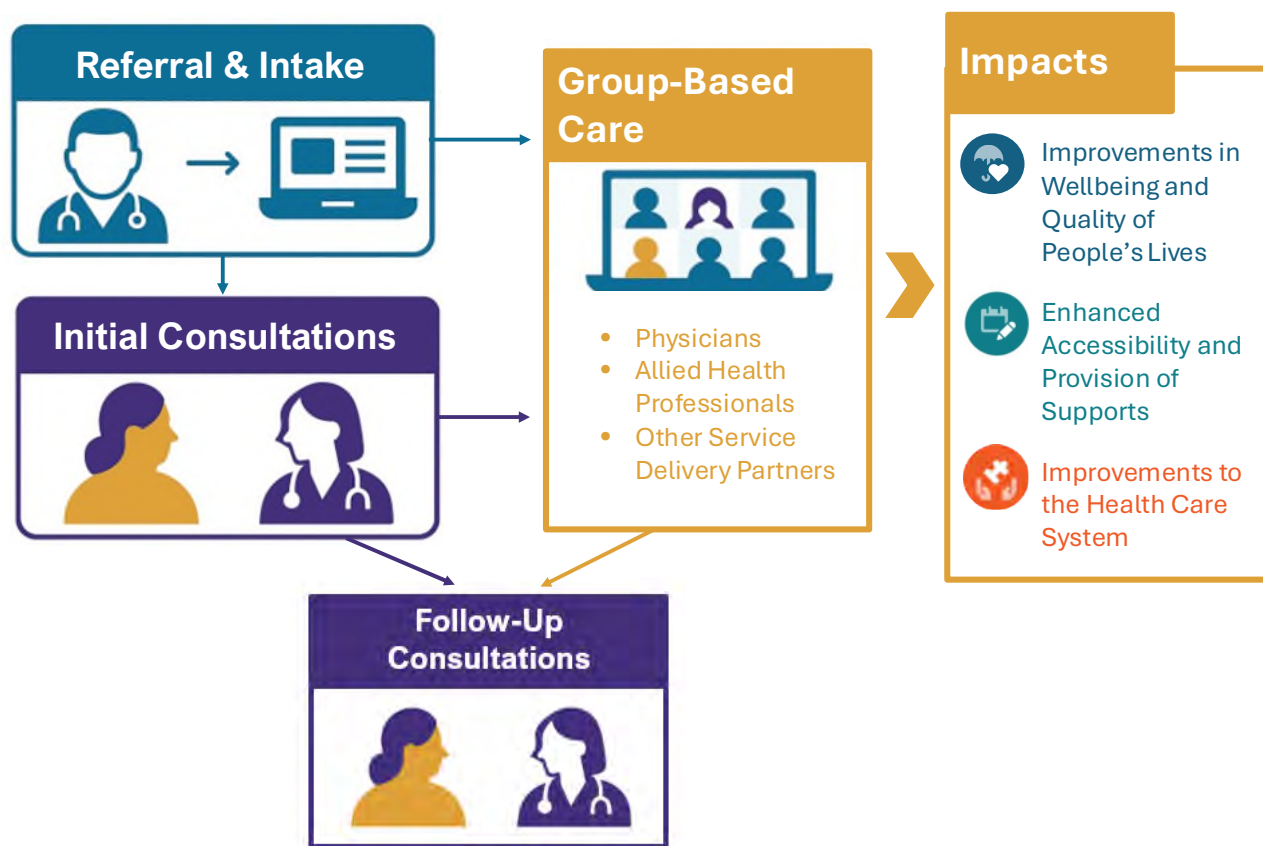 Referral & Intake
Initial Consultations
Group-Based
Care
• Physicians
• Allied Health
Professionals
• Other Service
Delivery Partners
Follow-Up
Consultations
Impacts
Improvements in
Wellbeing and
Quality of
People’s Lives
Enhanced
Accessibility and
Provision of
Supports
Improvements to
the Health Care
System